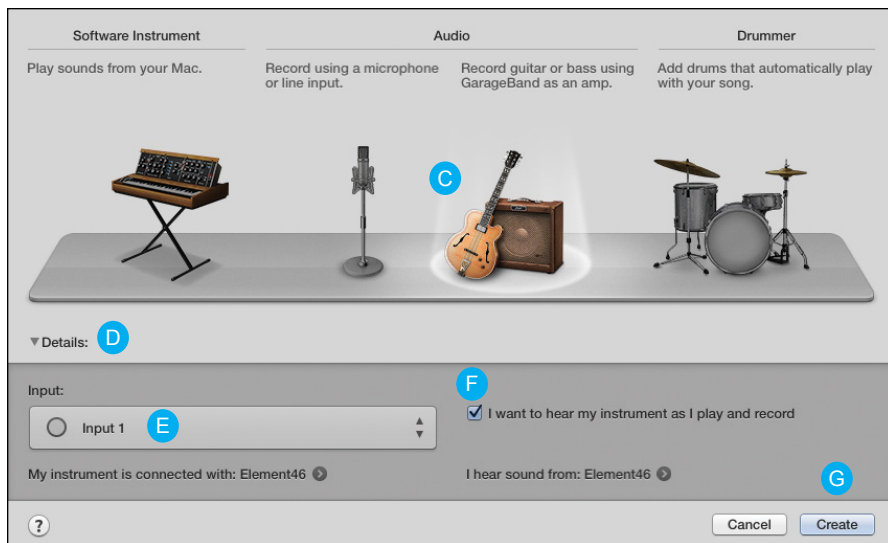 Software Instrument
Audio
Drummer
Play sounds from your Mac.
Record using a microphone
or line input.
Record guitar or bass using
GarageBand as an amp.
Add drums that automatically play
with your song.
C
Details:
D
Input:
F
Input 1
E
I want to hear my instrument as I play and record
My instrument is connected with: Element46
I hear sound from: Element46
G
?
Cancel
Create